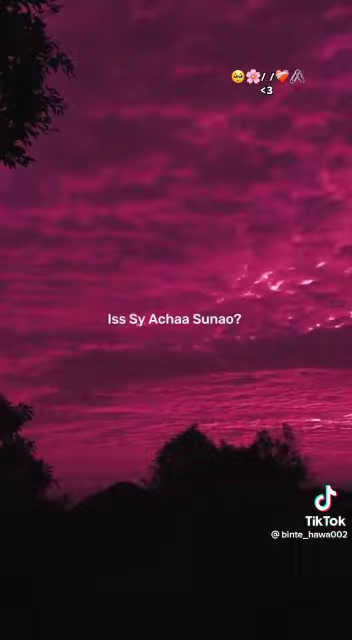 🥺🌸/ /❤️‍🩹🖇️
<3
Iss Sy Achaa Sunao?
TikTok
@binte_hawa002